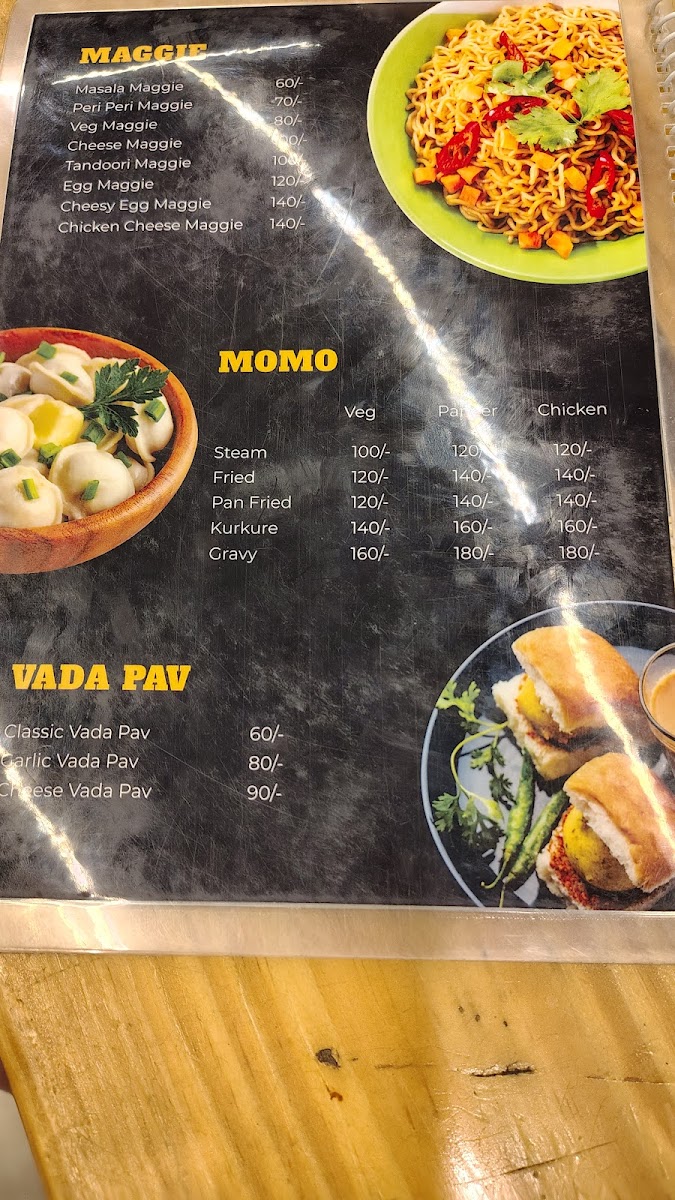 MAGGIE
Masala Maggie 60/-
Peri Peri Maggie 70/-
Veg Maggie 80/-
Cheese Maggie
Tandoori Maggie 100/-
Egg Maggie 120/-
Cheesy Egg Maggie 140/-
Chicken Cheese Maggie 140/-
MOMO
Veg Paneer Chicken
Steam 100/- 120/- 120/-
Fried 120/- 140/- 140/-
Pan Fried 120/- 140/- 140/-
Kurkure 140/- 160/- 160/-
Gravy 160/- 180/- 180/-
VADA PAV
Classic Vada Pav 60/-
Garlic Vada Pav 80/-
Cheese Vada Pav 90/-